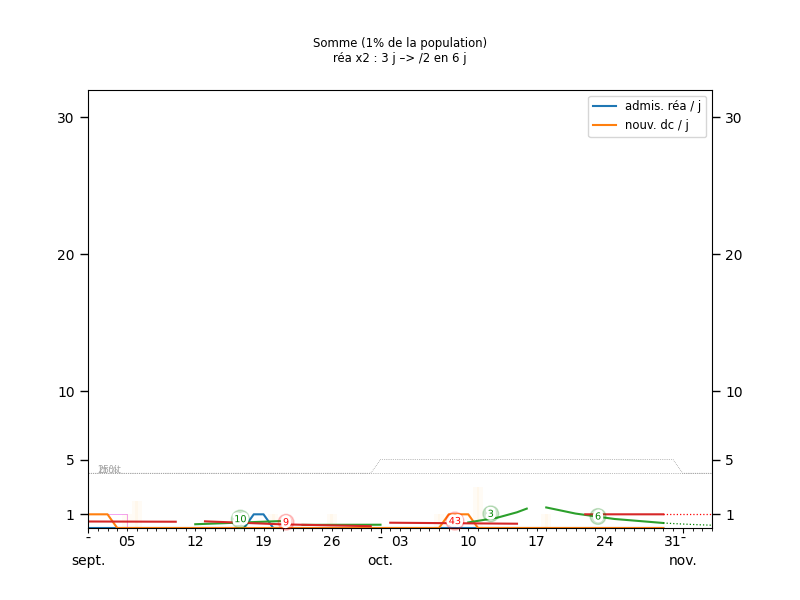 Somme (1% de la population)
réa x2 : 3 j –> /2 en 6 j
admis. réa / j
nouv. dc / j
30 30
20 20
10 10
5 5
1 1
10 9 43 3 6
- 05 12 19 26 - 03 10 17 24 31 -
sept. oct. nov.